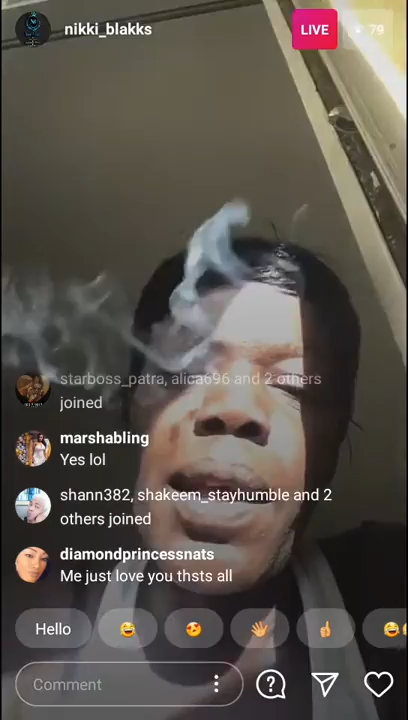 nikki_blakks
LIVE
79
starboss_patra, alica696 and 2 others
joined
marshabling
Yes lol
shann382, shakeem_stayhumble and 2
others joined
diamondprincessnats
Me just love you thsts all
Hello
Comment